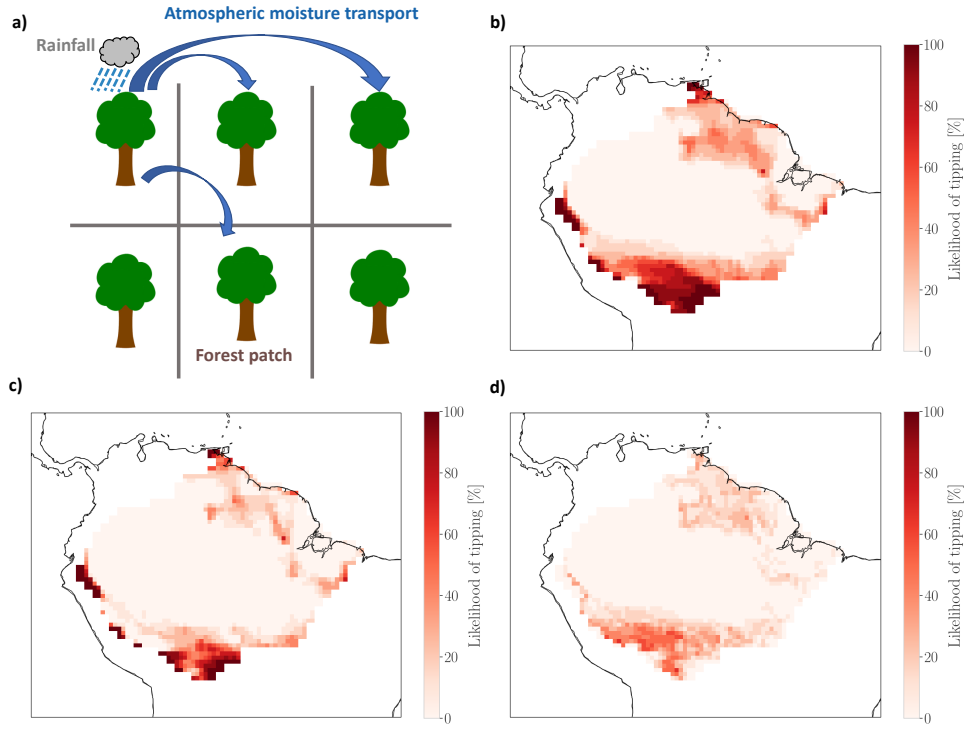 a)
Atmospheric moisture transport
Rainfall
Forest patch
b)
100
80
60
40
20
0
Likelihood of tipping [%]
c)
100
80
60
40
20
0
Likelihood of tipping [%]
d)
100
80
60
40
20
0
Likelihood of tipping [%]